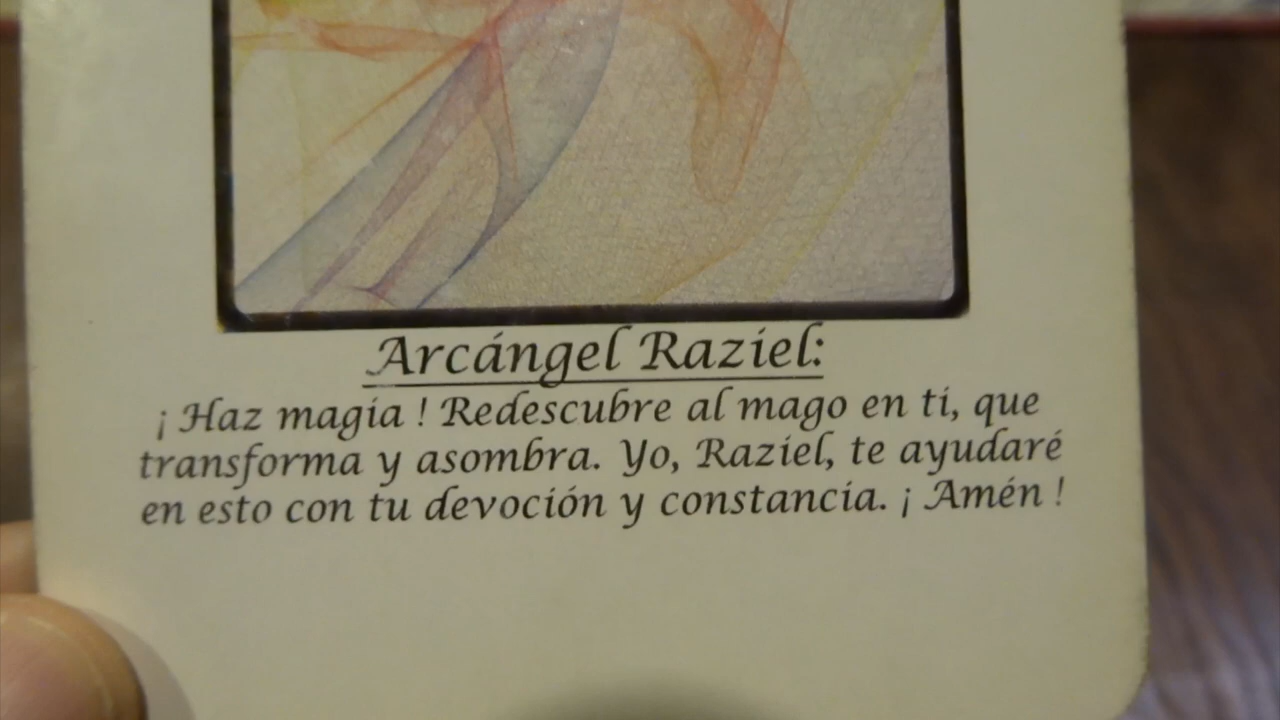 Arcángel Raziel:
¡ Haz magia ! Redescubre al mago en ti, que
transforma y asombra. Yo, Raziel, te ayudaré
en esto con tu devoción y constancia. ¡ Amén !